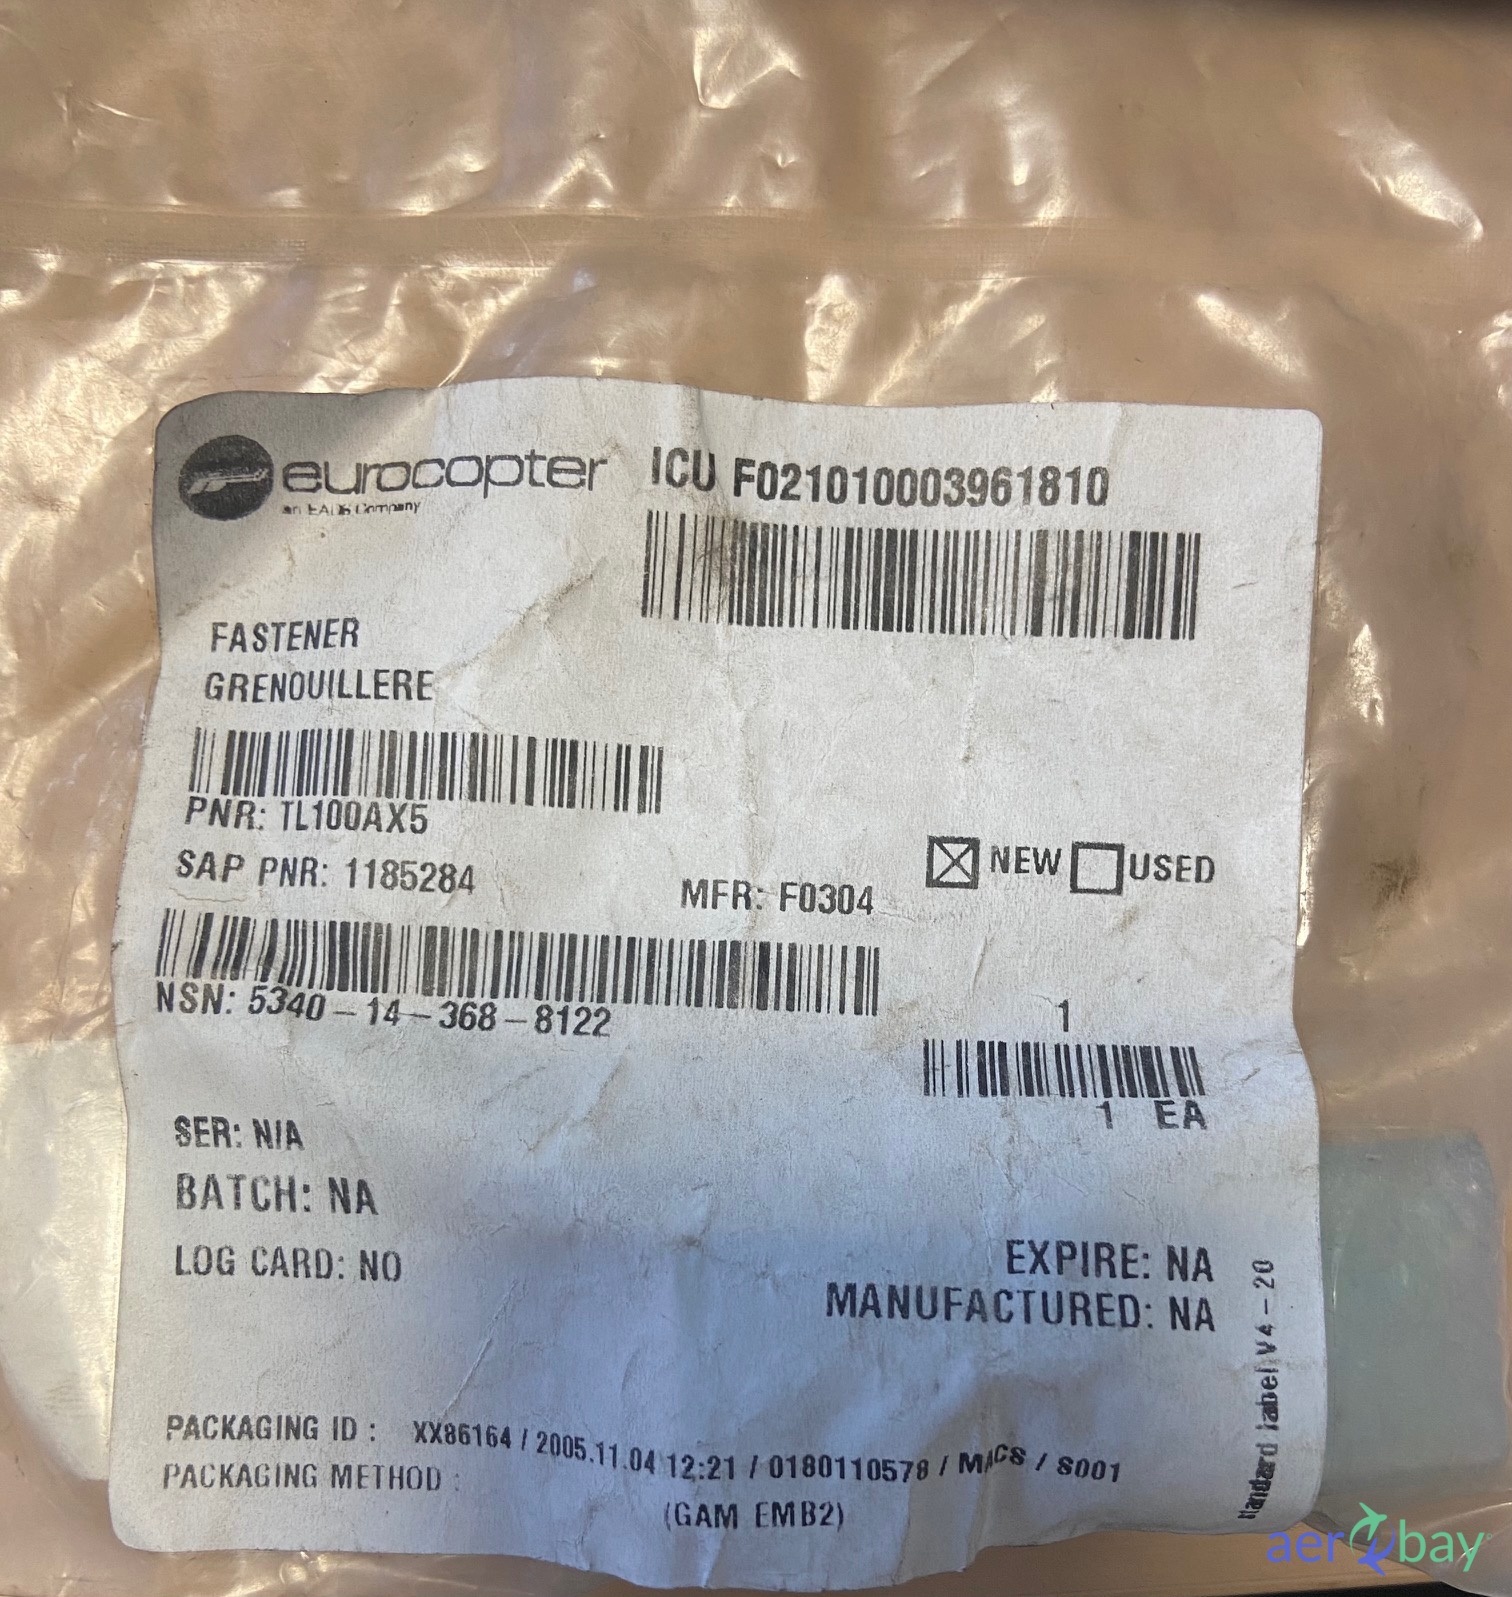 eurocopter
an EADS Company
ICU F021010003961810
FASTENER
GRENOUILLERE
PNR: TL100AX5
SAP PNR: 1185284
MFR: F0304
NEW USED
NSN: 5340-14-368-8122
1
1 EA
SER: N/A
BATCH: NA
LOG CARD: NO
EXPIRE: NA
MANUFACTURED: NA
Standard label V4-20
PACKAGING ID : XX86164 / 2005.11.04 12:21 / 0180110578 / MACS / S001
PACKAGING METHOD :
(GAM EMB2)
aerobay